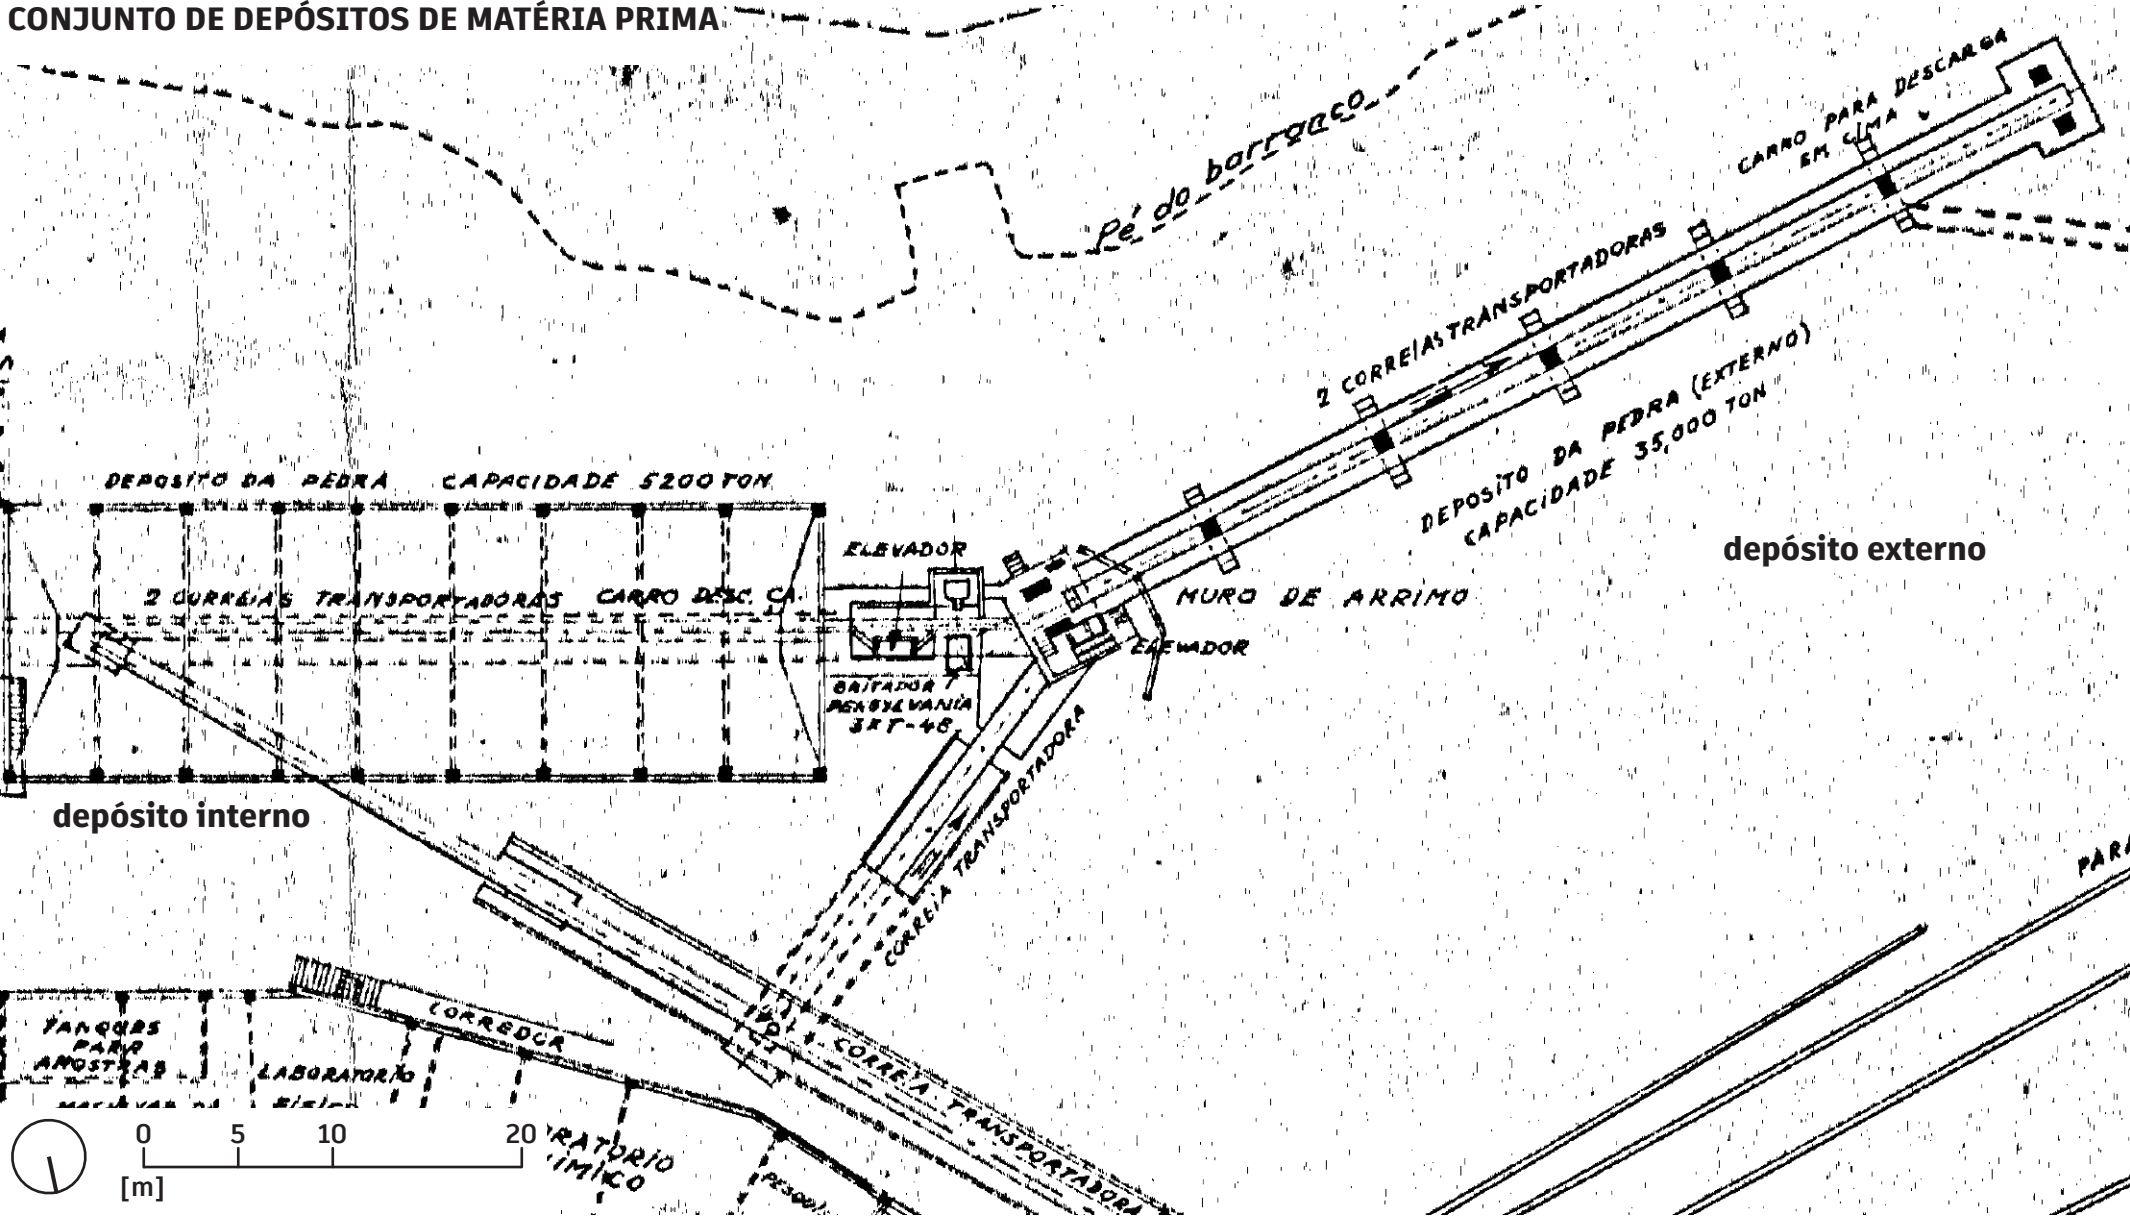 CONJUNTO DE DEPÓSITOS DE MATÉRIA PRIMA
CARRO PARA DESCARGA
EM CIMA
Pé do barranco
2 CORREIAS TRANSPORTADORAS
DEPOSITO DA PEDRA (EXTERNO)
CAPACIDADE 35,000 TON
DEPOSITO DA PEDRA CAPACIDADE 5200 TON
depósito externo
ELEVADOR
2 CORREIAS TRANSPORTADORAS CARRO DESC. CA.
MURO DE ARRIMO
ELEVADOR
BRITADOR
PENSYLVANIA
depósito interno
CORREIA TRANSPORTADORA
PARA
CORREDOR
TANQUES
PARA
AMOSTRAS
LABORATORIO
CORREIA TRANSPORTADORA
0 5 10 20
[m]